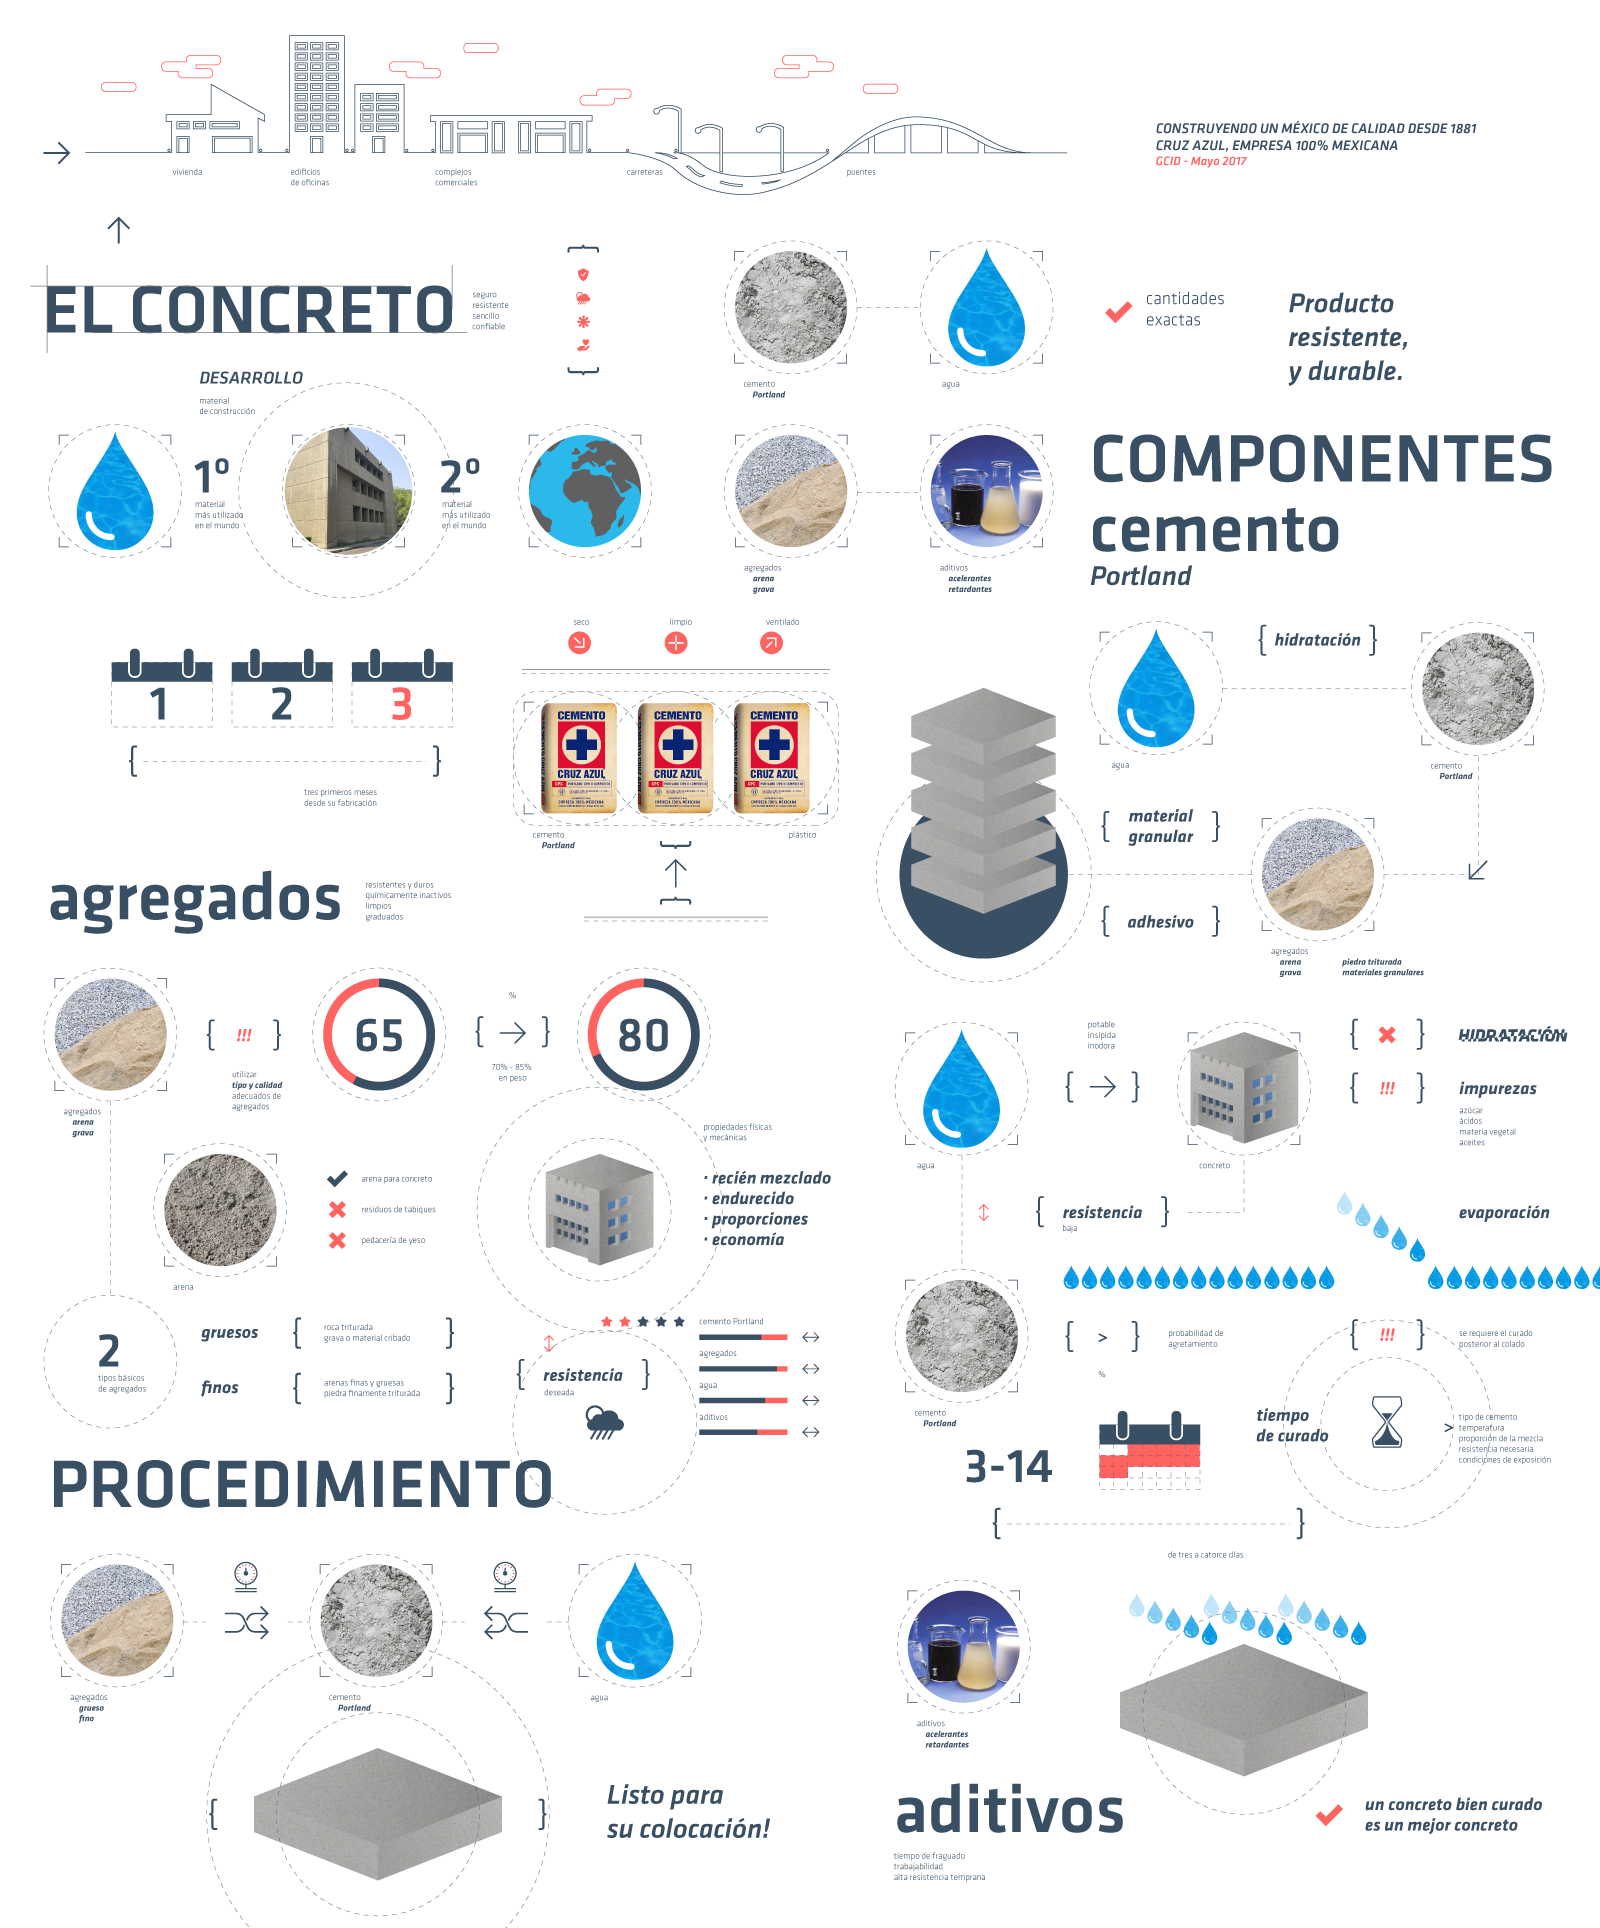 vivienda
edificios
de oficinas
complejos
comerciales
carreteras
puentes
CONSTRUYENDO UN MÉXICO DE CALIDAD DESDE 1881
CRUZ AZUL, EMPRESA 100% MEXICANA
GCID - Mayo 2017
EL CONCRETO
seguro
resistente
sencillo
confiable
DESARROLLO
material
de construcción
1º
material
más utilizado
en el mundo
2º
material
más utilizado
en el mundo
cemento
Portland
agua
agregados
arena
grava
aditivos
acelerantes
retardantes
cantidades
exactas
Producto
resistente,
y durable.
COMPONENTES
cemento
Portland
1
2
3
tres primeros meses
desde su fabricación
seco
limpio
ventilado
CEMENTO
CRUZ AZUL
EMPRESA 100% MEXICANA
CEMENTO
CRUZ AZUL
EMPRESA 100% MEXICANA
CEMENTO
CRUZ AZUL
EMPRESA 100% MEXICANA
cemento
Portland
plástico
{ hidratación }
agua
cemento
Portland
{ material
granular }
{ adhesivo }
agregados
arena
grava
piedra triturada
materiales granulares
agregados
resistentes y duros
químicamente inactivos
limpios
graduados
agregados
arena
grava
{ !!! }
utilizar
tipo y calidad
adecuados de
agregados
65
%
70% - 85%
en peso
80
arena
arena para concreto
residuos de tabiques
pedacería de yeso
propiedades físicas
y mecánicas
· recién mezclado
· endurecido
· proporciones
· economía
2
tipos básicos
de agregados
gruesos
roca triturada
grava o material cribado
finos
arenas finas y gruesas
piedra finamente triturada
{ resistencia }
deseada
cemento Portland
agregados
agua
aditivos
agua
potable
insípida
inodora
concreto
HIDRATACIÓN
{ !!! }
impurezas
azúcar
ácidos
materia vegetal
aceites
{ resistencia }
baja
evaporación
cemento
Portland
{ > }
%
probabilidad de
agretamiento
{ !!! }
se requiere el curado
posterior al colado
tiempo
de curado
>
tipo de cemento
temperatura
proporción de la mezcla
resistencia necesaria
condiciones de exposición
3-14
de tres a catorce días
PROCEDIMIENTO
agregados
grueso
fino
cemento
Portland
agua
Listo para
su colocación!
aditivos
acelerantes
retardantes
aditivos
tiempo de fraguado
trabajabilidad
alta resistencia temprana
un concreto bien curado
es un mejor concreto